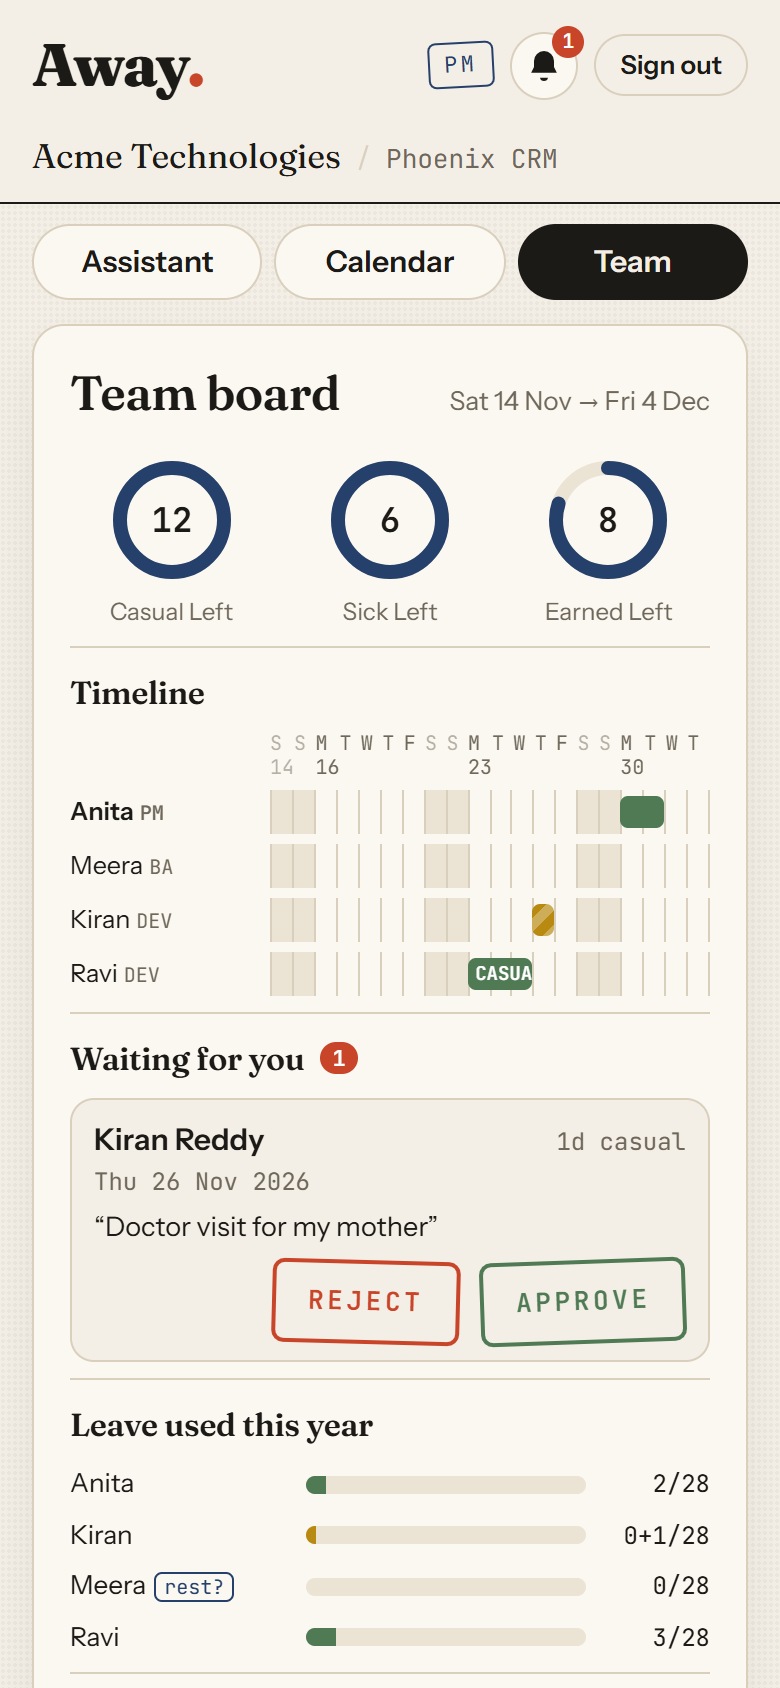 Away.
PM
1
Sign out
Acme Technologies / Phoenix CRM
Assistant
Calendar
Team
Team board
Sat 14 Nov → Fri 4 Dec
12
6
8
Casual Left
Sick Left
Earned Left
Timeline
S S M T W T F S S M T W T F S S M T W T
14 16 23 30
Anita PM
Meera BA
Kiran DEV
Ravi DEV
CASUA
Waiting for you 1
Kiran Reddy
1d casual
Thu 26 Nov 2026
“Doctor visit for my mother”
REJECT
APPROVE
Leave used this year
Anita 2/28
Kiran 0+1/28
Meera rest? 0/28
Ravi 3/28